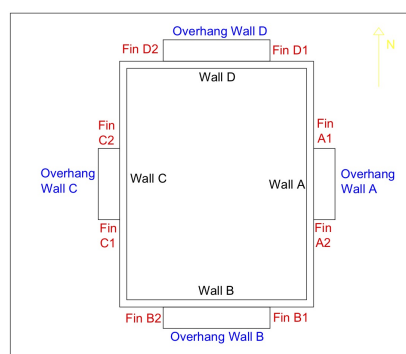 Overhang Wall D
Fin D2
Fin D1
N
Wall D
Fin
C2
Fin
A1
Overhang
Wall C
Wall C
Wall A
Overhang
Wall A
Fin
C1
Fin
A2
Wall B
Fin B2
Fin B1
Overhang Wall B